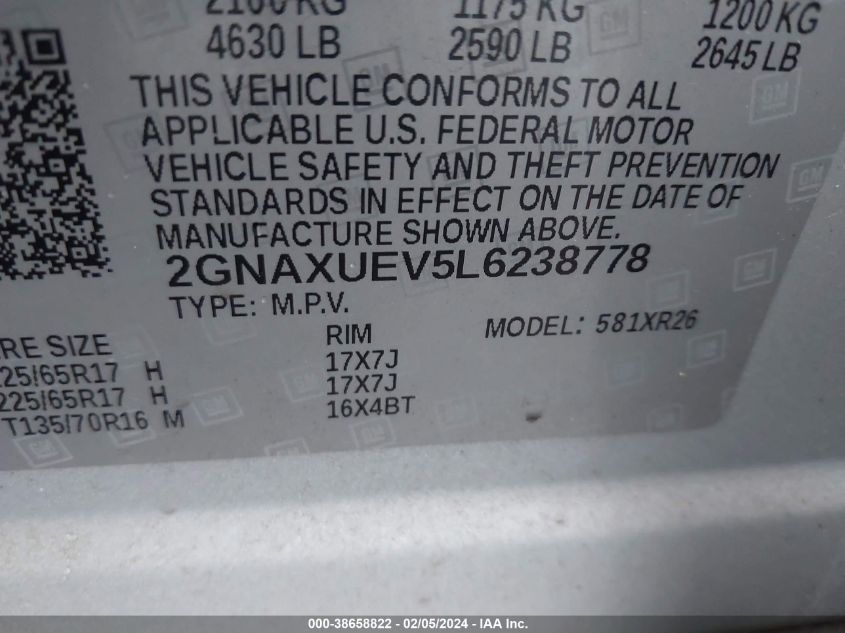 2100 KG 1175 KG 1200 KG
4630 LB 2590 LB 2645 LB
THIS VEHICLE CONFORMS TO ALL
APPLICABLE U.S. FEDERAL MOTOR
VEHICLE SAFETY AND THEFT PREVENTION
STANDARDS IN EFFECT ON THE DATE OF
MANUFACTURE SHOWN ABOVE.
2GNAXUEV5L6238778
TYPE: M.P.V.
MODEL: 581XR26
RE SIZE RIM
225/65R17 H 17X7J
225/65R17 H 17X7J
T135/70R16 M 16X4BT
000-38658822 - 02/05/2024 - IAA Inc.